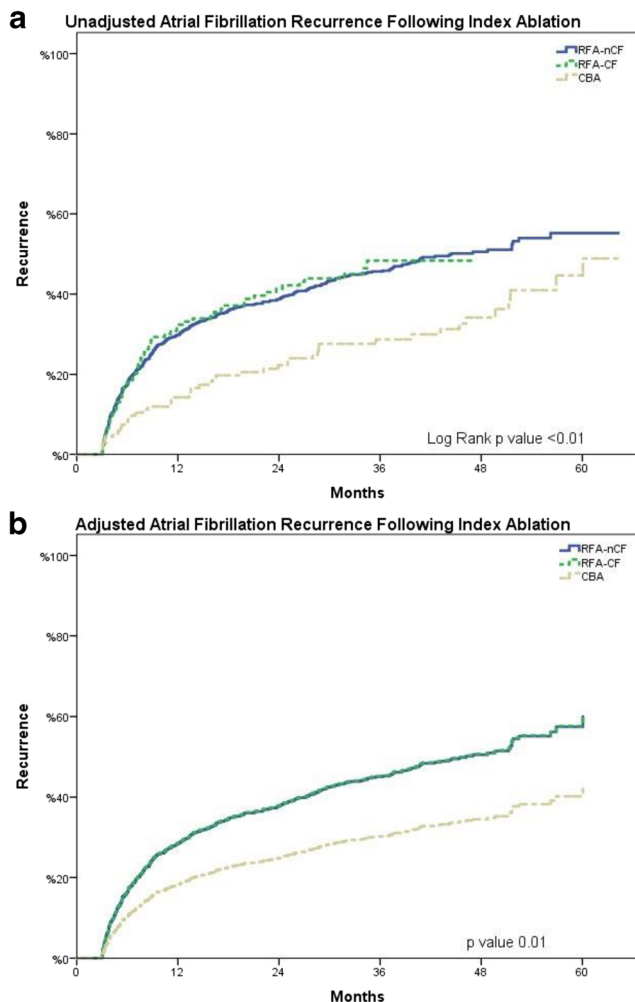 a
Unadjusted Atrial Fibrillation Recurrence Following Index Ablation
%100
%80
%60
%40
%20
%0
Recurrence
RFA-nCF
RFA-CF
CBA
Log Rank p value <0.01
0 12 24 36 48 60
Months
b
Adjusted Atrial Fibrillation Recurrence Following Index Ablation
%100
%80
%60
%40
%20
%0
Recurrence
RFA-nCF
RFA-CF
CBA
p value 0.01
0 12 24 36 48 60
Months